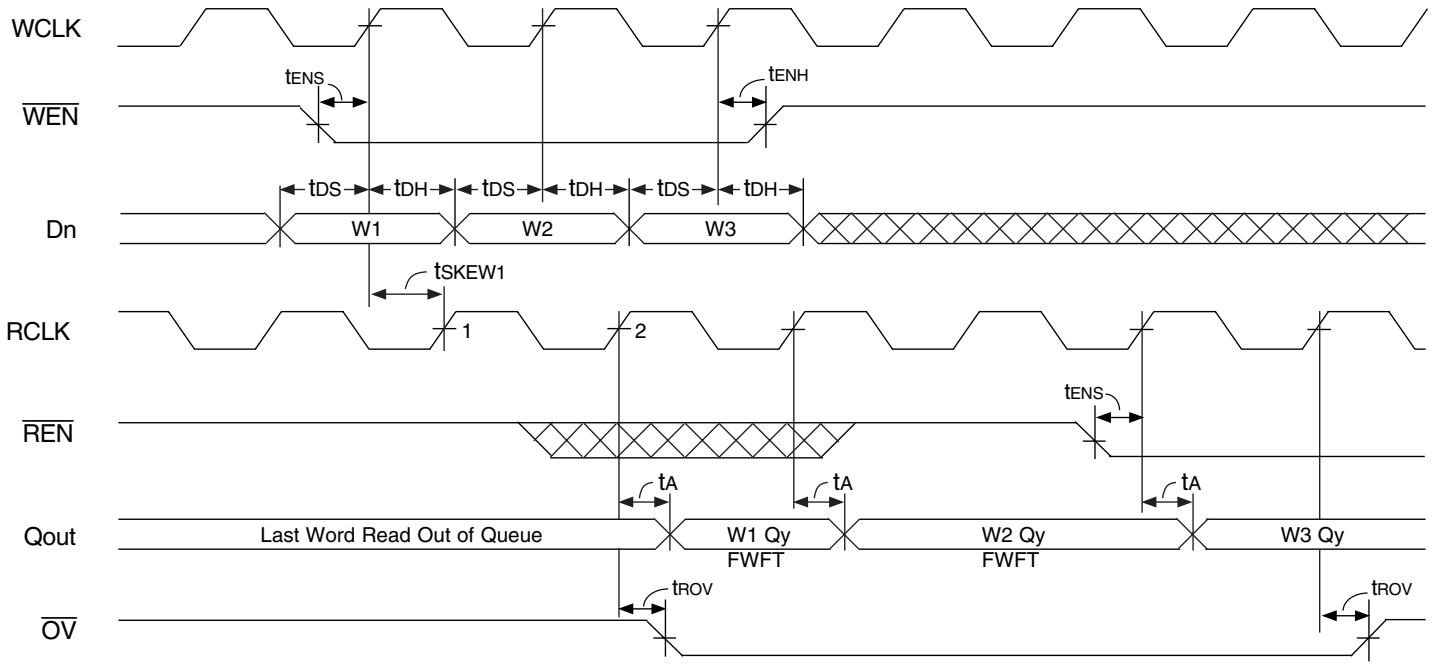 WCLK
tENS
tENH
WEN
tDS tDH tDS tDH tDS tDH
Dn W1 W2 W3
tSKEW1
RCLK 1 2
tENS
REN
tA tA tA
Qout Last Word Read Out of Queue W1 Qy W2 Qy W3 Qy
FWFT FWFT
tROV tROV
OV